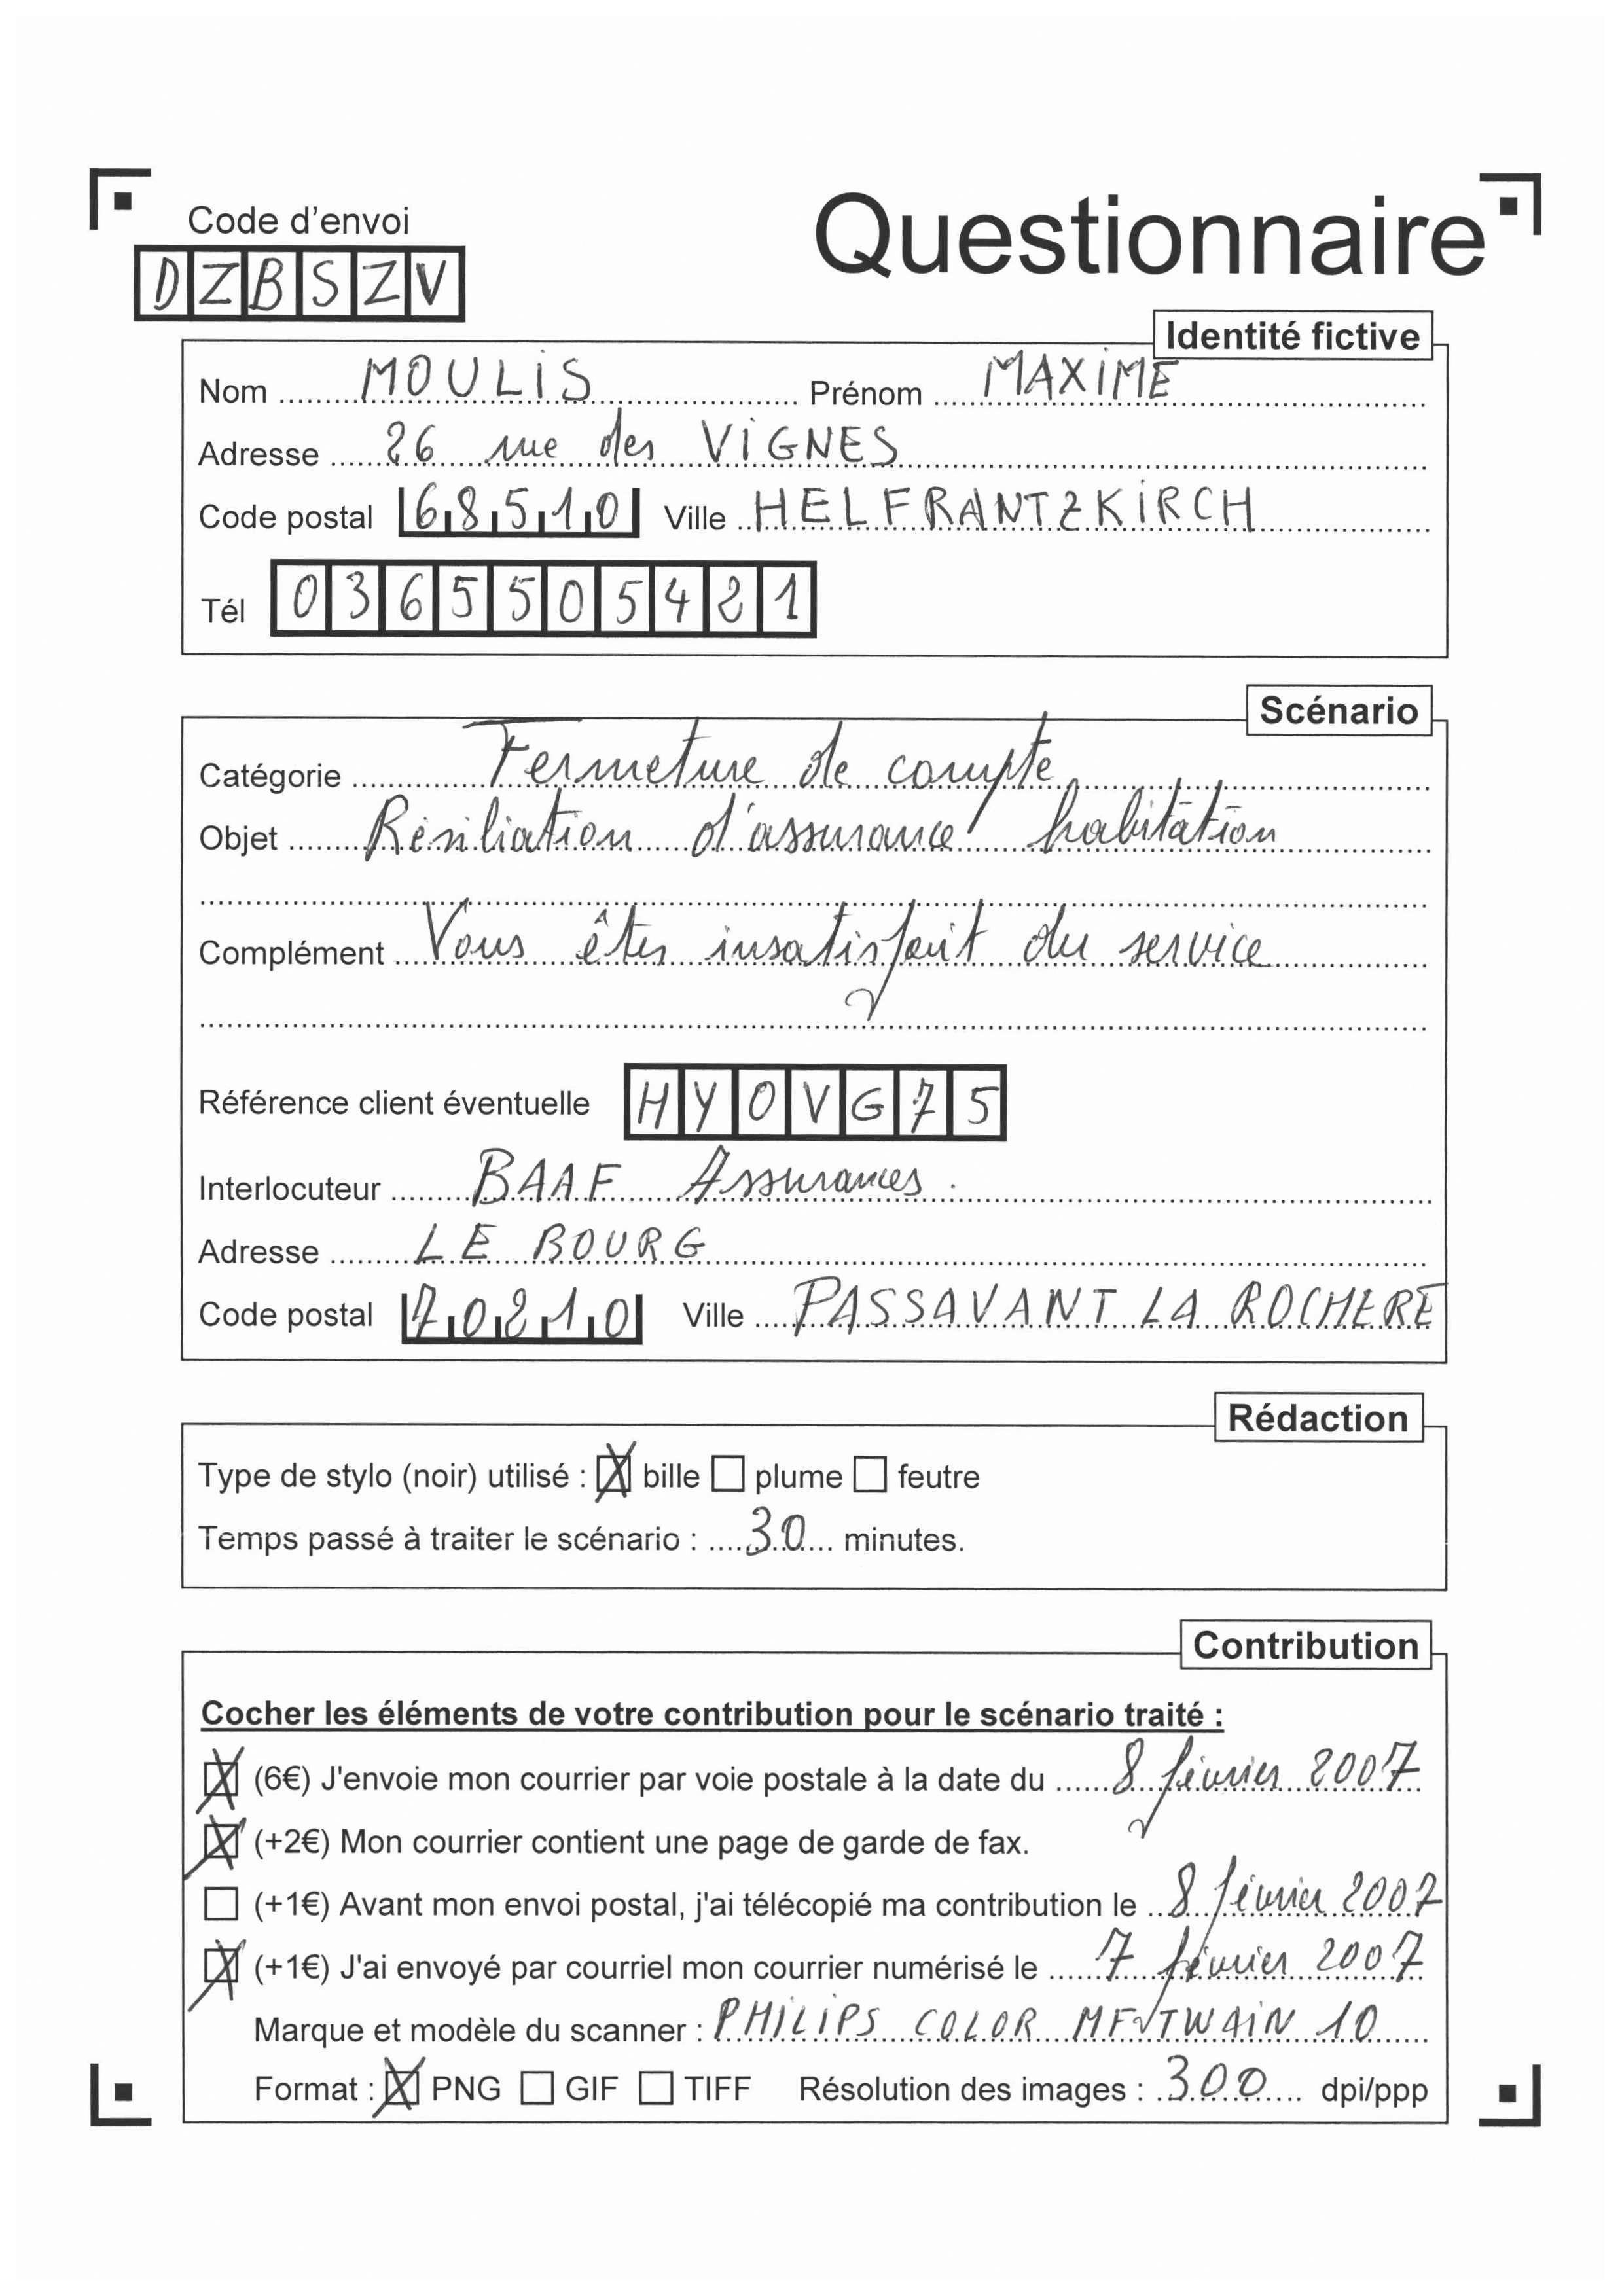 Code d'envoi
Questionnaire
DZBSZV
Identité fictive
Nom MOULIS Prénom MAXIME
Adresse 26 rue des VIGNES
Code postal 68510 Ville HELFRANTZKIRCH
Tél 0365505421
Scénario
Catégorie Fermeture de compte
Objet Résiliation d'assurance habitation
Complément Vous êtes insatisfait du service
Référence client éventuelle HYOVG75
Interlocuteur BAAF Assurances.
Adresse LE BOURG
Code postal 70210 Ville PASSAVANT LA ROCHERE
Rédaction
Type de stylo (noir) utilisé : bille plume feutre
Temps passé à traiter le scénario : 30 minutes.
Contribution
Cocher les éléments de votre contribution pour le scénario traité :
(6€) J'envoie mon courrier par voie postale à la date du 8 février 2007
(+2€) Mon courrier contient une page de garde de fax.
(+1€) Avant mon envoi postal, j'ai télécopié ma contribution le 8 février 2007
(+1€) J'ai envoyé par courriel mon courrier numérisé le 7 février 2007
Marque et modèle du scanner : PHILIPS COLOR MF TWAIN 10
Format : PNG GIF TIFF Résolution des images : 300 dpi/ppp